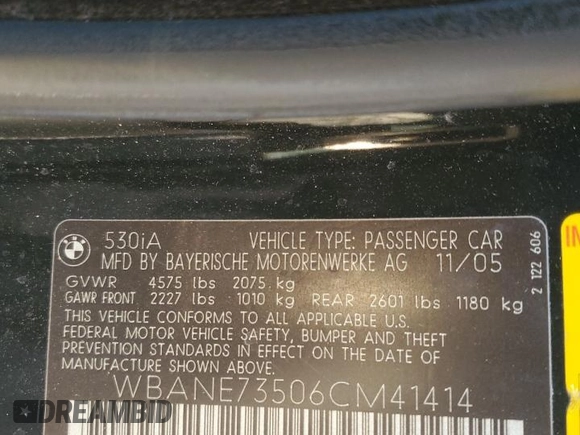 BMW
530iA VEHICLE TYPE: PASSENGER CAR
MFD BY BAYERISCHE MOTORENWERKE AG 11/05
GVWR 4575 lbs 2075 kg
GAWR FRONT 2227 lbs 1010 kg REAR 2601 lbs 1180 kg
THIS VEHICLE CONFORMS TO ALL APPLICABLE U.S.
FEDERAL MOTOR VEHICLE SAFETY, BUMPER AND THEFT
PREVENTION STANDARDS IN EFFECT ON THE DATE OF
MANUFACTURE SHOWN ABOVE.
WBANE73506CM41414
2 122 606
DREAMBID